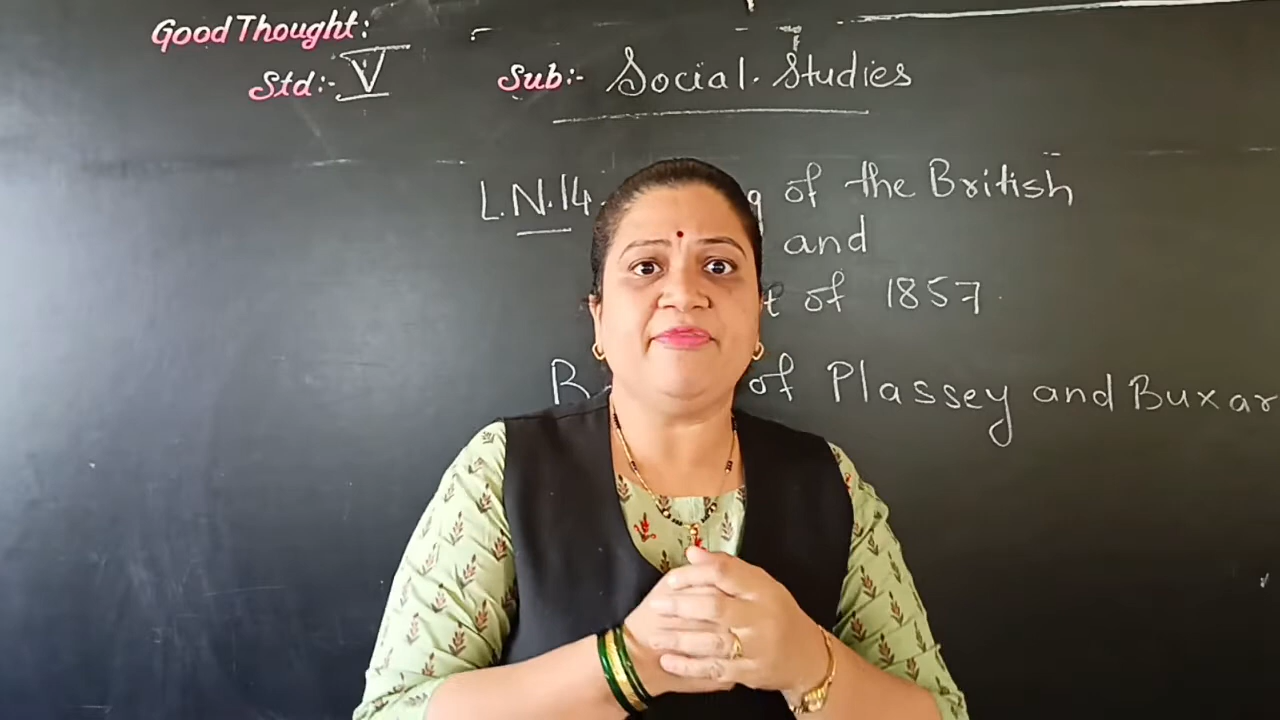 Good Thought:
Std:- V
Sub:- Social. Studies
L.N.14. of the British
and
of 1857
of Plassey and Buxar